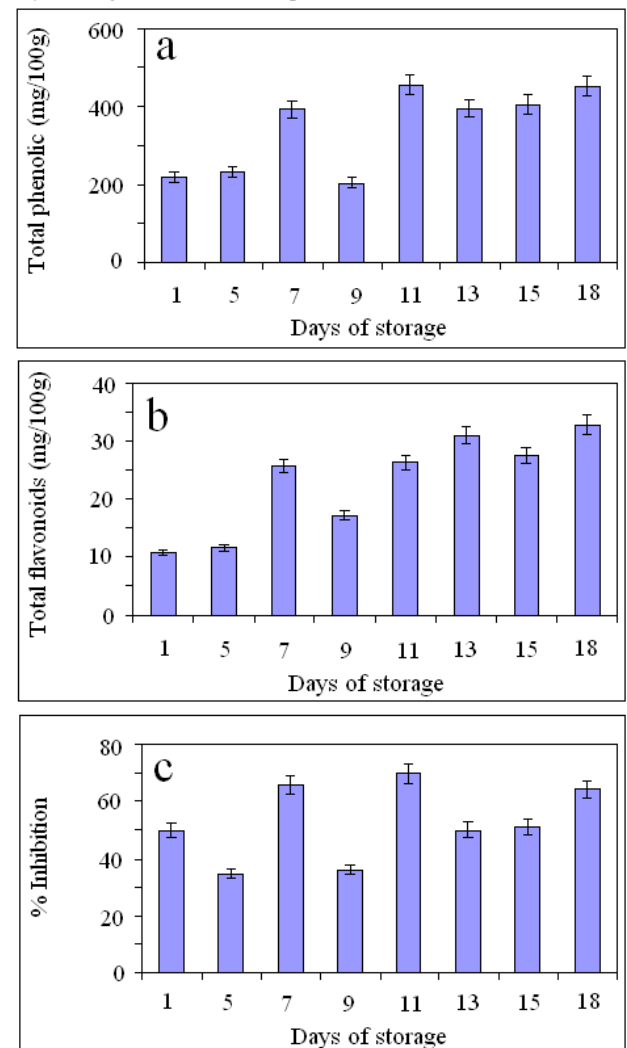 a
Total phenolic (mg/100g)
600
400
200
0
1 5 7 9 11 13 15 18
Days of storage
b
Total flavonoids (mg/100g)
40
30
20
10
0
1 5 7 9 11 13 15 18
Days of storage
c
% Inhibition
80
60
40
20
0
1 5 7 9 11 13 15 18
Days of storage